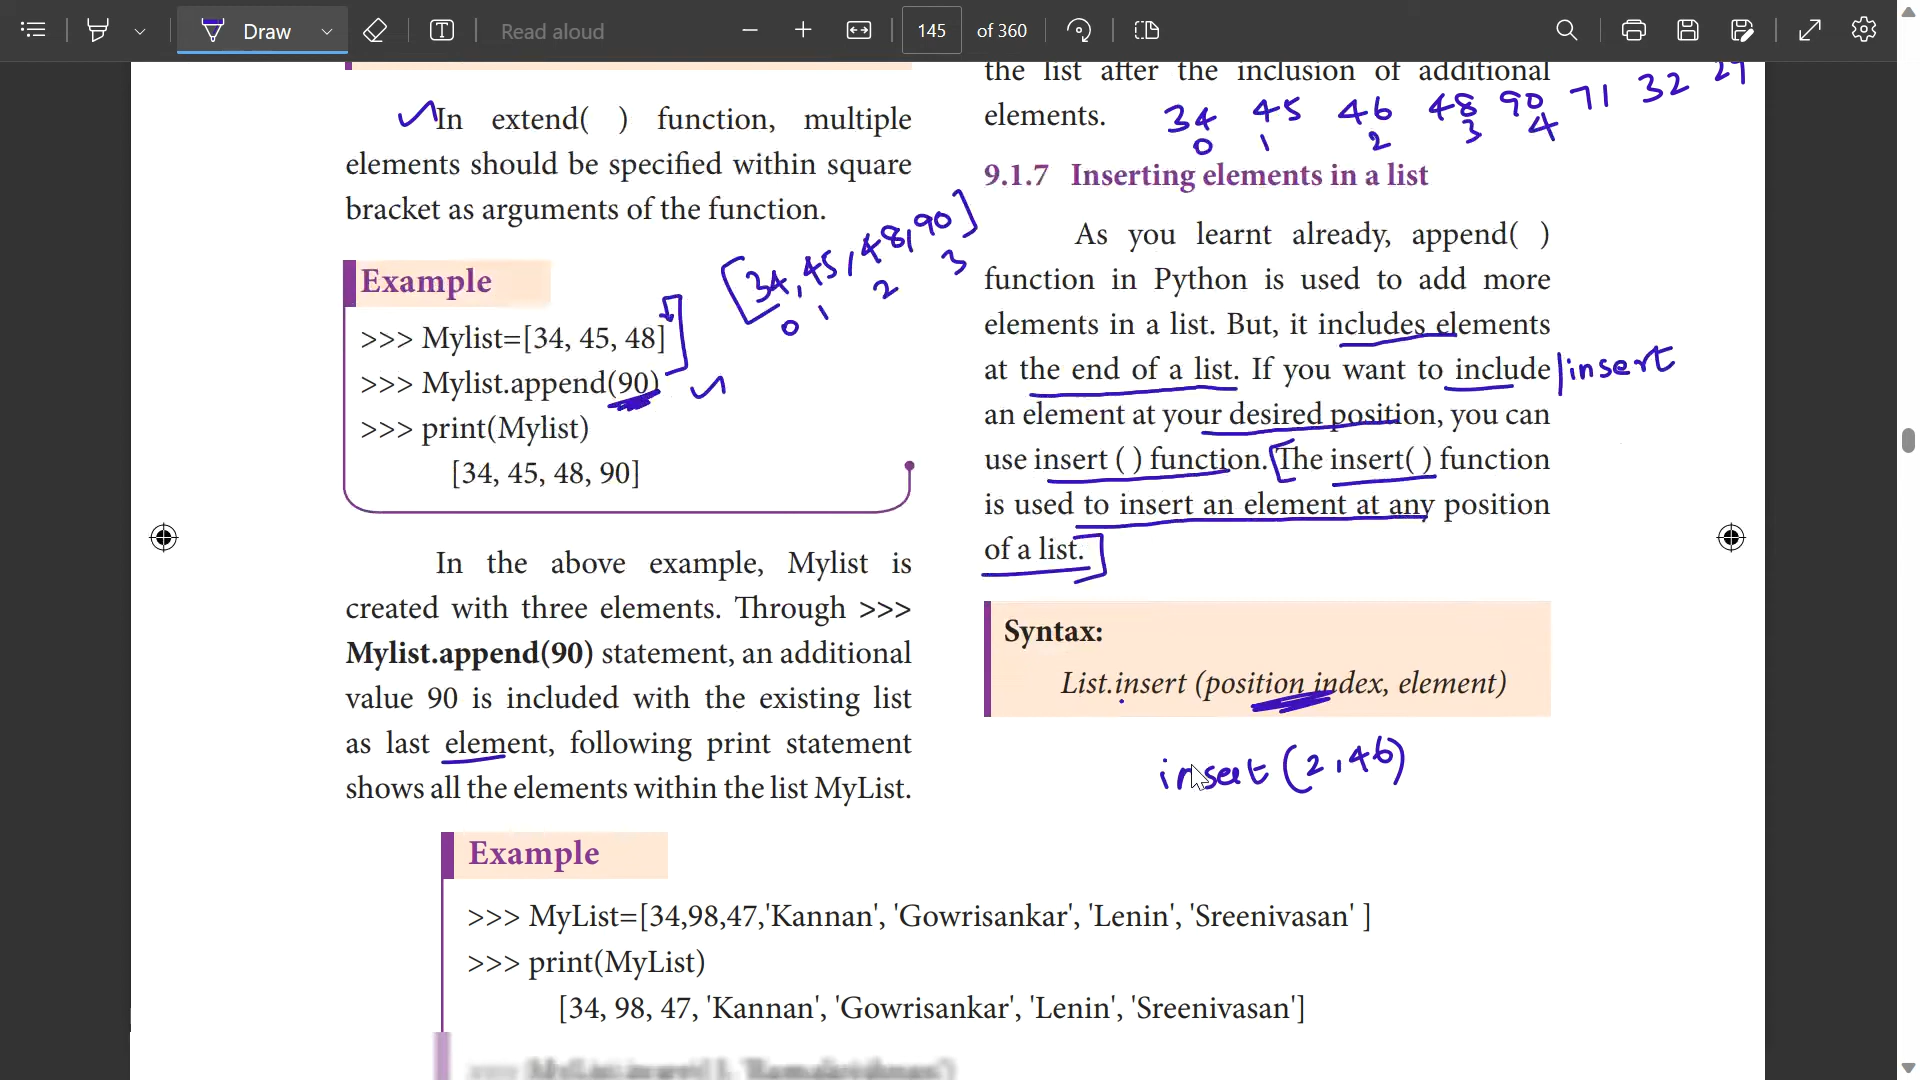 Draw
Read aloud
145 of 360
In extend( ) function, multiple
elements should be specified within square
bracket as arguments of the function.
Example
>>> Mylist=[34, 45, 48]
>>> Mylist.append(90)
>>> print(Mylist)
[34, 45, 48, 90]
[34, 45, 48, 90]
0 1 2 3
In the above example, Mylist is
created with three elements. Through >>>
Mylist.append(90) statement, an additional
value 90 is included with the existing list
as last element, following print statement
shows all the elements within the list MyList.
the list after the inclusion of additional
elements.
34 45 46 48 90 71 32
0 1 2 3 4
9.1.7 Inserting elements in a list
As you learnt already, append( )
function in Python is used to add more
elements in a list. But, it includes elements
at the end of a list. If you want to include
/insert
an element at your desired position, you can
use insert ( ) function. [The insert( ) function
is used to insert an element at any position
of a list.]
Syntax:
List.insert (position index, element)
insert (2,46)
Example
>>> MyList=[34,98,47,'Kannan', 'Gowrisankar', 'Lenin', 'Sreenivasan' ]
>>> print(MyList)
[34, 98, 47, 'Kannan', 'Gowrisankar', 'Lenin', 'Sreenivasan']